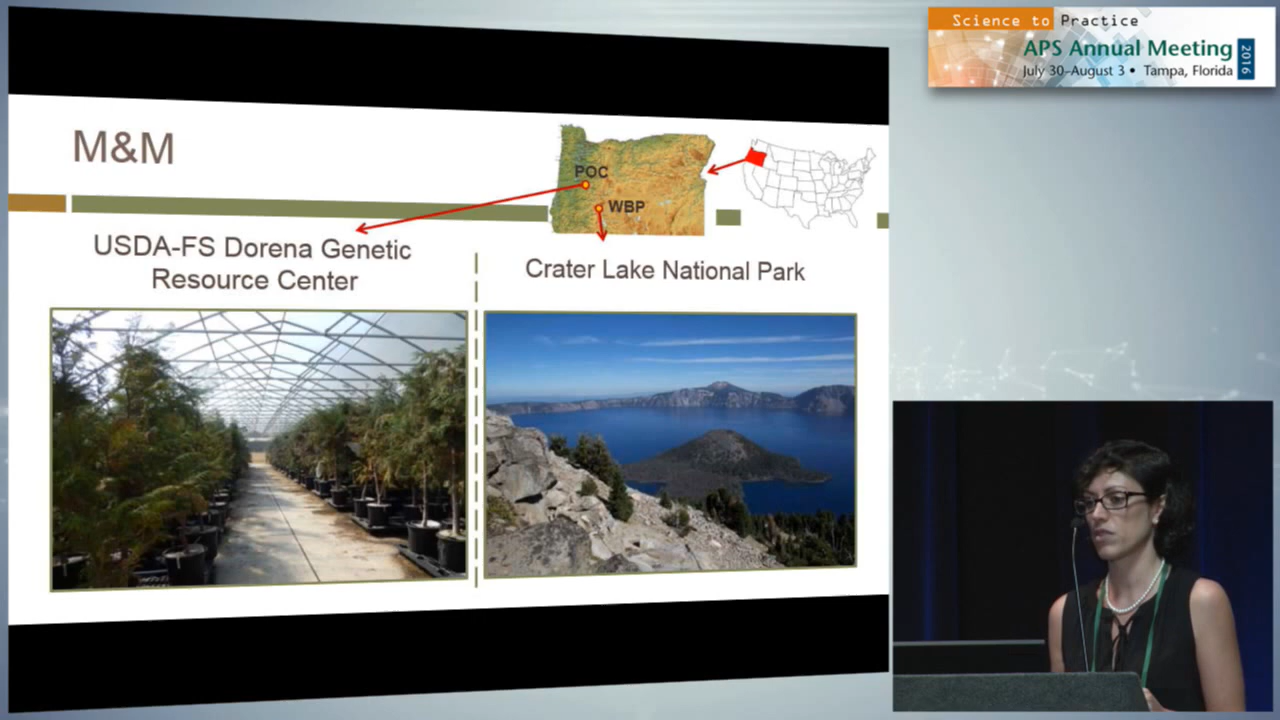 Science to Practice
APS Annual Meeting
2016
July 30–August 3 • Tampa, Florida
M&M
POC
WBP
USDA-FS Dorena Genetic
Resource Center
Crater Lake National Park